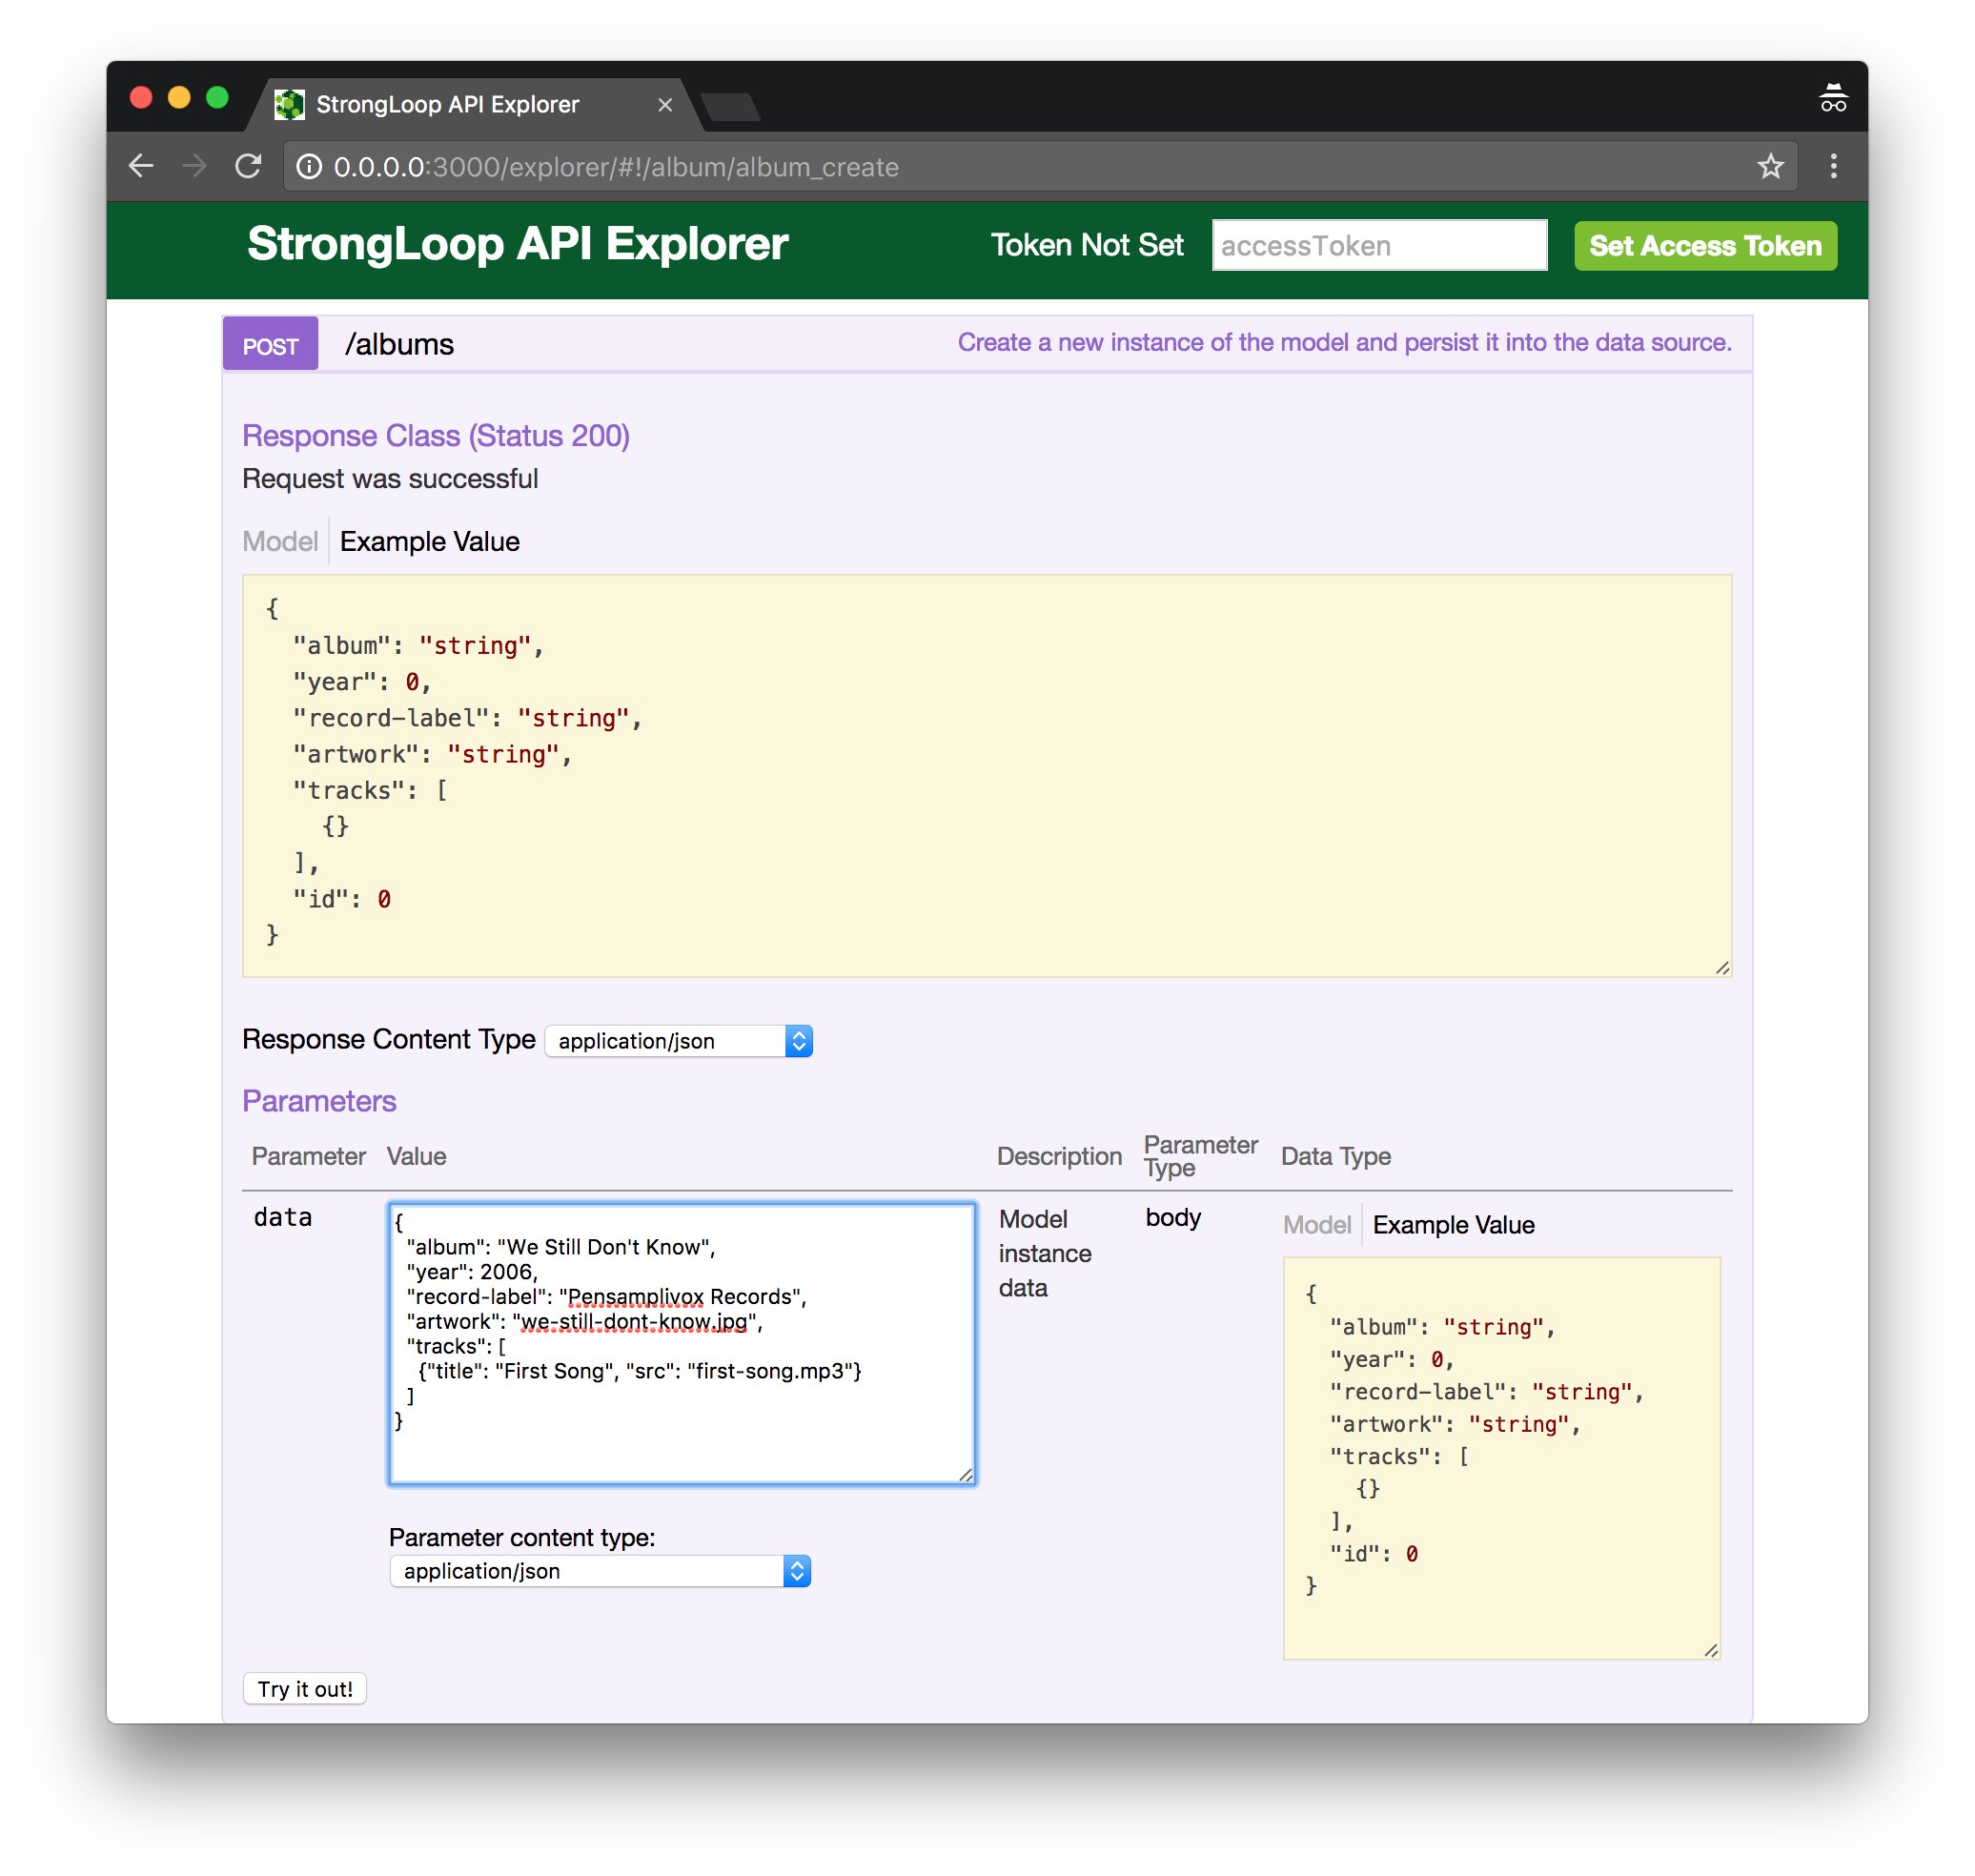 StrongLoop API Explorer
0.0.0.0:3000/explorer/#!/album/album_create
StrongLoop API Explorer Token Not Set accessToken Set Access Token
POST /albums Create a new instance of the model and persist it into the data source.
Response Class (Status 200)
Request was successful
Model Example Value
{
"album": "string",
"year": 0,
"record-label": "string",
"artwork": "string",
"tracks": [
{}
],
"id": 0
}
Response Content Type application/json
Parameters
Parameter Value Description Parameter Type Data Type
data
{
"album": "We Still Don't Know",
"year": 2006,
"record-label": "Pensamplivox Records",
"artwork": "we-still-dont-know.jpg",
"tracks": [
{"title": "First Song", "src": "first-song.mp3"}
]
}
Parameter content type:
application/json
Model
instance
data
body
Model Example Value
{
"album": "string",
"year": 0,
"record-label": "string",
"artwork": "string",
"tracks": [
{}
],
"id": 0
}
Try it out!